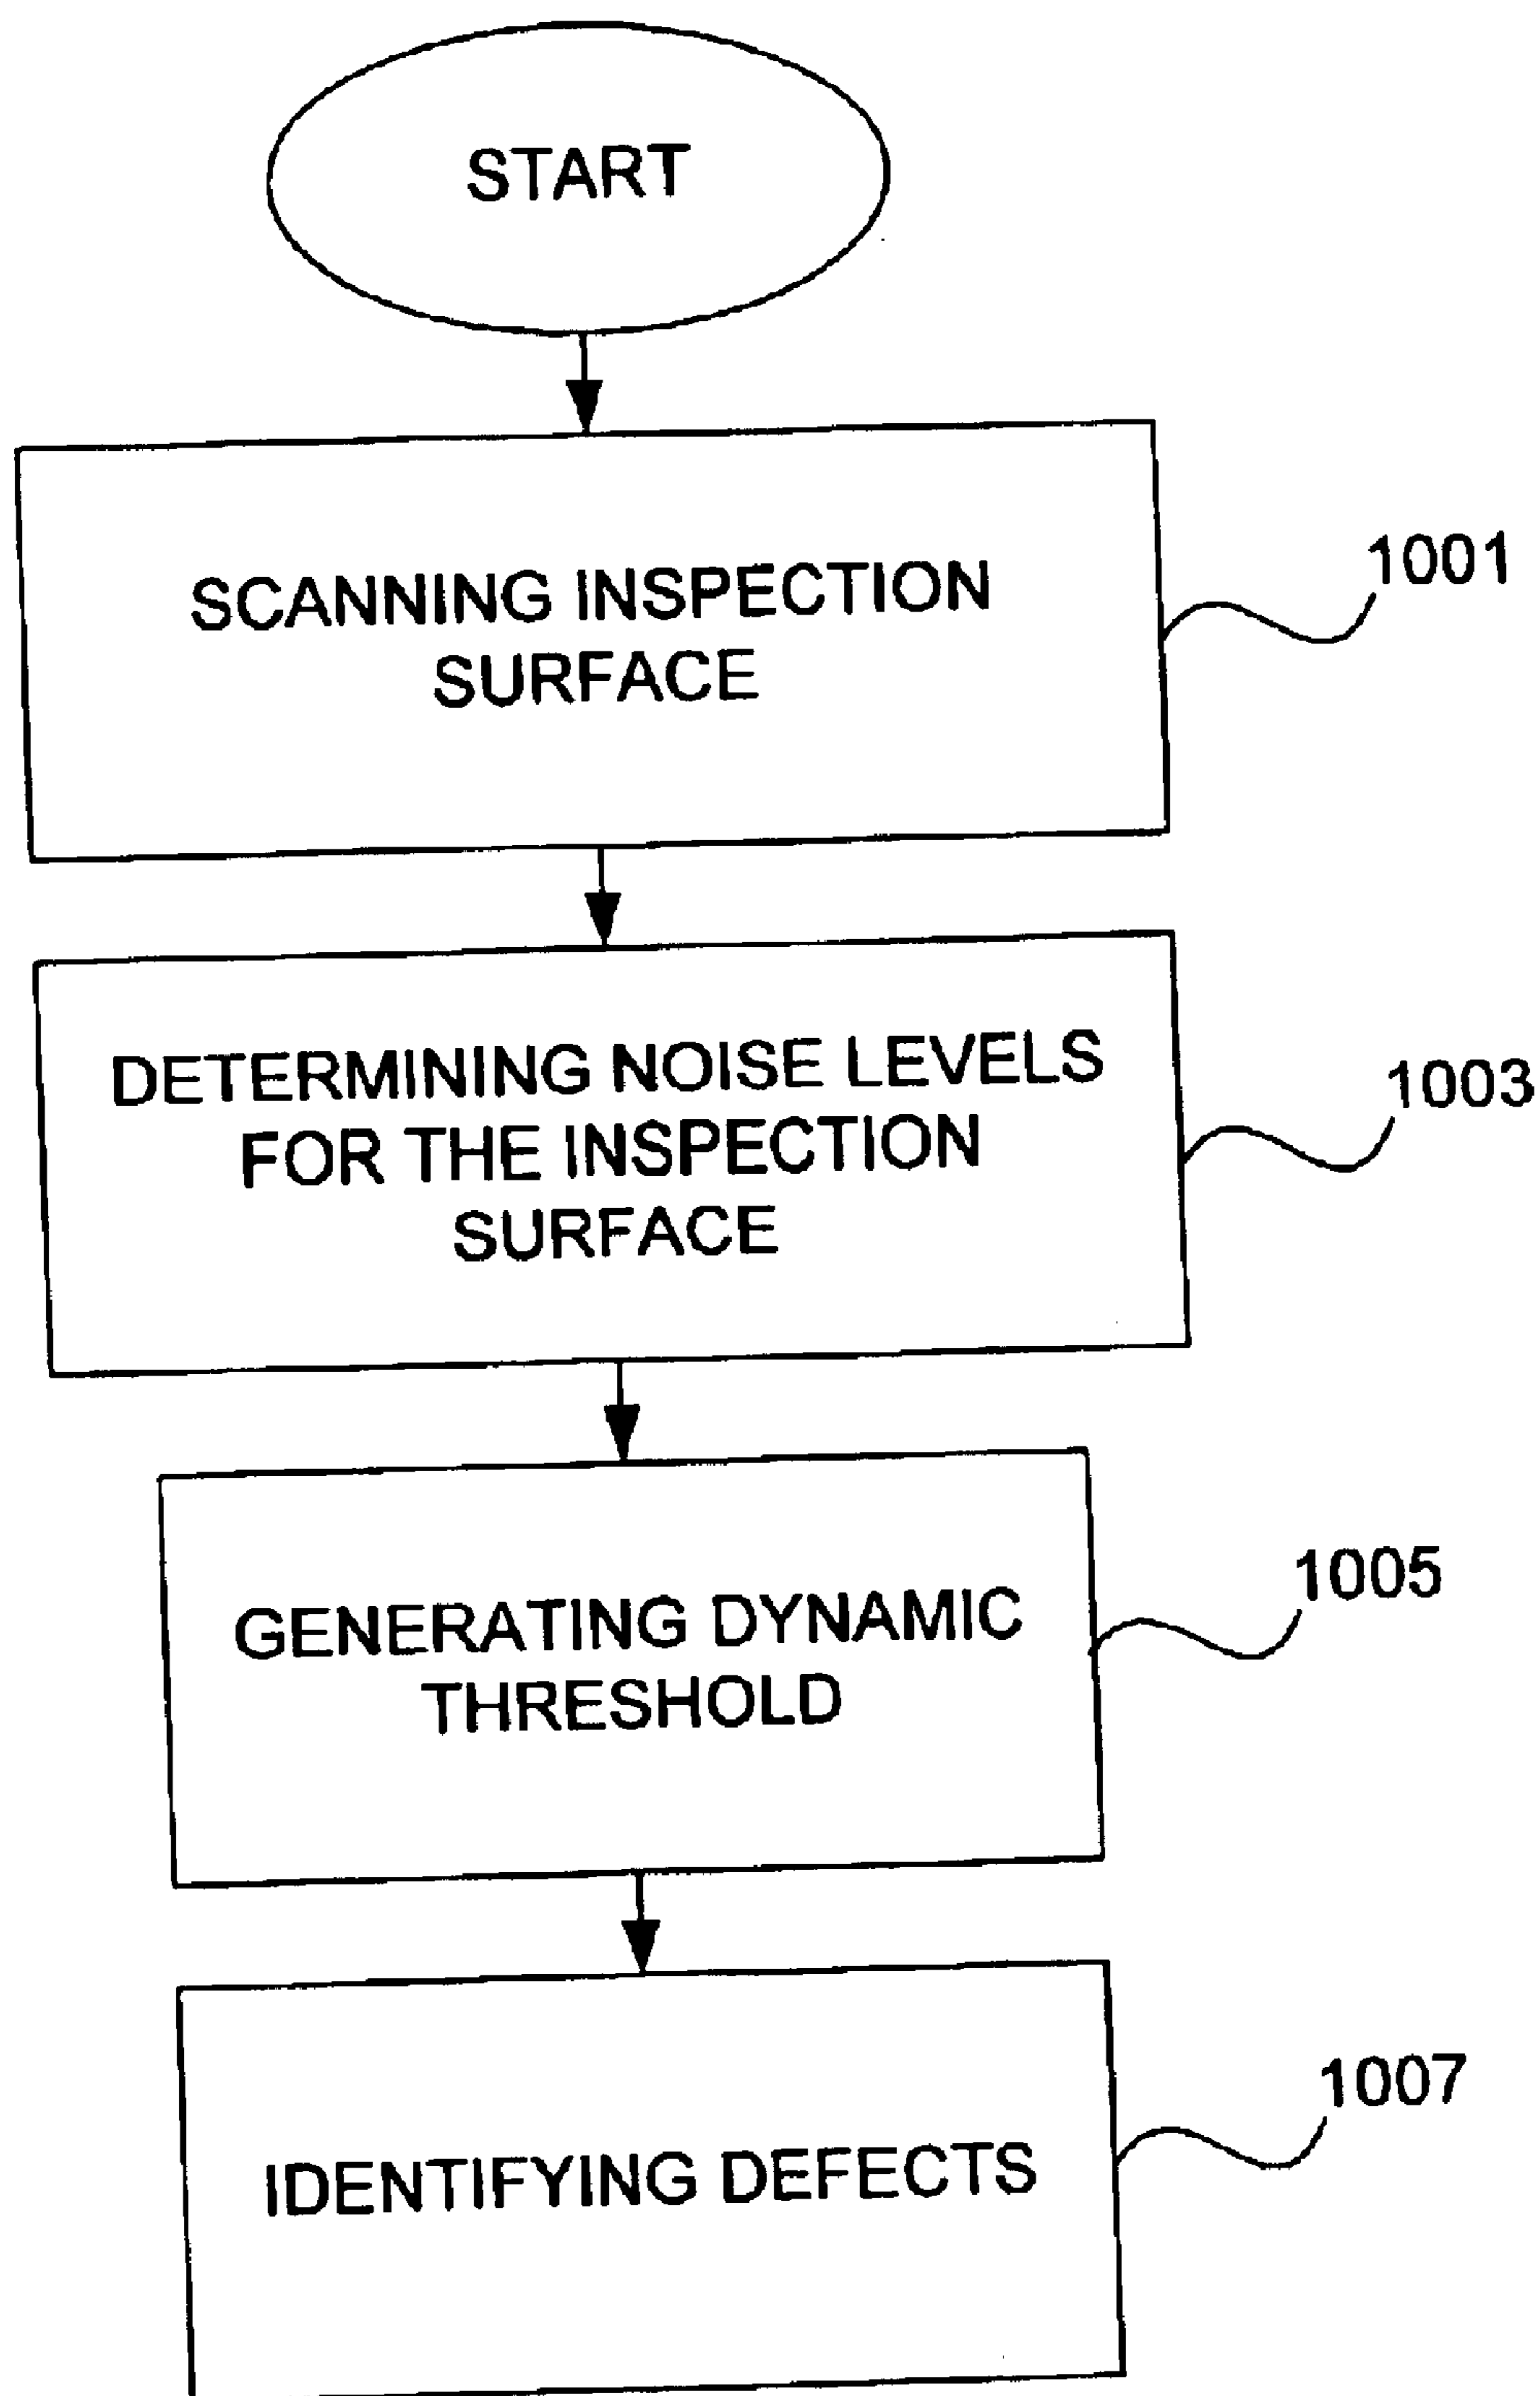 START
SCANNING INSPECTION
SURFACE
1001
DETERMINING NOISE LEVELS
FOR THE INSPECTION
SURFACE
1003
GENERATING DYNAMIC
THRESHOLD
1005
IDENTIFYING DEFECTS
1007